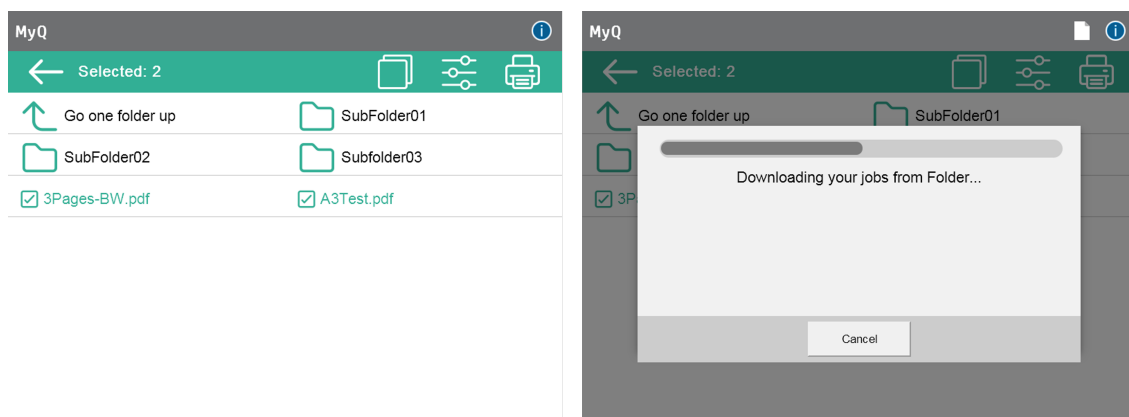 MyQ
Selected: 2
Go one folder up SubFolder01
SubFolder02 Subfolder03
3Pages-BW.pdf A3Test.pdf
MyQ
Selected: 2
Go one folder up SubFolder01
3P
Downloading your jobs from Folder...
Cancel